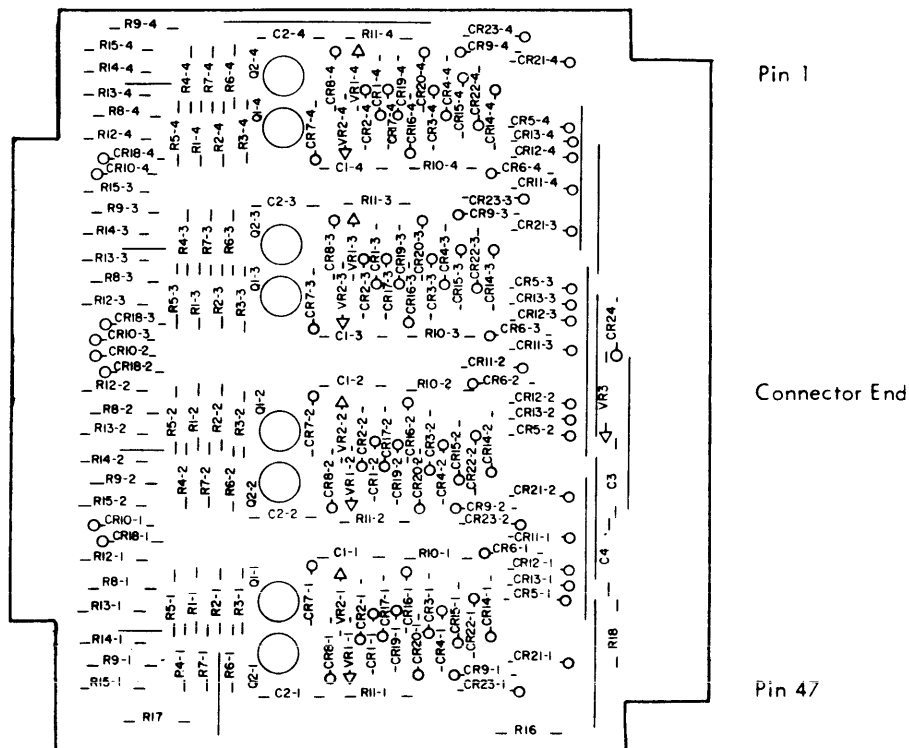 R9-4
C2-4
R11-4
CR23-4
R15-4
CR9-4
R14-4
R4-4
R7-4
R6-4
Q2-4
CR8-4
VR1-4
CR1-4
CR19-4
CR20-4
CR4-4
CR22-4
CR21-4
Pin 1
R13-4
R8-4
Q1-4
CR7-4
VR2-4
CR2-4
CR17-4
CR16-4
CR3-4
CR15-4
CR14-4
CR5-4
R12-4
R5-4
R1-4
R2-4
R3-4
CR13-4
CR18-4
CR12-4
CR10-4
C1-4
R10-4
CR6-4
R15-3
CR11-4
R9-3
C2-3
R11-3
CR23-3
CR9-3
R14-3
R4-3
R7-3
R6-3
Q2-3
CR8-3
VR1-3
CR1-3
CR19-3
CR20-3
CR4-3
CR22-3
CR21-3
R13-3
R8-3
Q1-3
CR7-3
VR2-3
CR2-3
CR17-3
CR16-3
CR3-3
CR15-3
CR14-3
CR5-3
R12-3
R5-3
R1-3
R2-3
R3-3
CR13-3
CR18-3
CR12-3
CR24
CR10-3
C1-3
R10-3
CR6-3
CR10-2
CR11-3
CR18-2
CR11-2
R12-2
C1-2
R10-2
CR6-2
Connector End
R8-2
R5-2
R1-2
R2-2
R3-2
Q1-2
CR7-2
VR2-2
CR2-2
CR17-2
CR16-2
CR3-2
CR15-2
CR14-2
CR12-2
VR3
R13-2
CR13-2
CR5-2
R14-2
R9-2
R4-2
R7-2
R6-2
Q2-2
CR8-2
VR1-2
CR1-2
CR19-2
CR20-2
CR4-2
CR22-2
CR21-2
C3
R15-2
CR9-2
CR10-1
C2-2
R11-2
CR23-2
CR18-1
CR11-1
R12-1
C1-1
R10-1
CR6-1
C4
R8-1
R5-1
R1-1
R2-1
R3-1
Q1-1
CR7-1
VR2-1
CR2-1
CR17-1
CR16-1
CR3-1
CR15-1
CR14-1
CR12-1
CR13-1
R13-1
CR5-1
R14-1
R9-1
R4-1
R7-1
R6-1
Q2-1
CR8-1
VR1-1
CR1-1
CR19-1
CR20-1
CR4-1
CR22-1
CR21-1
R18
R15-1
CR9-1
C2-1
R11-1
CR23-1
Pin 47
R17
R16